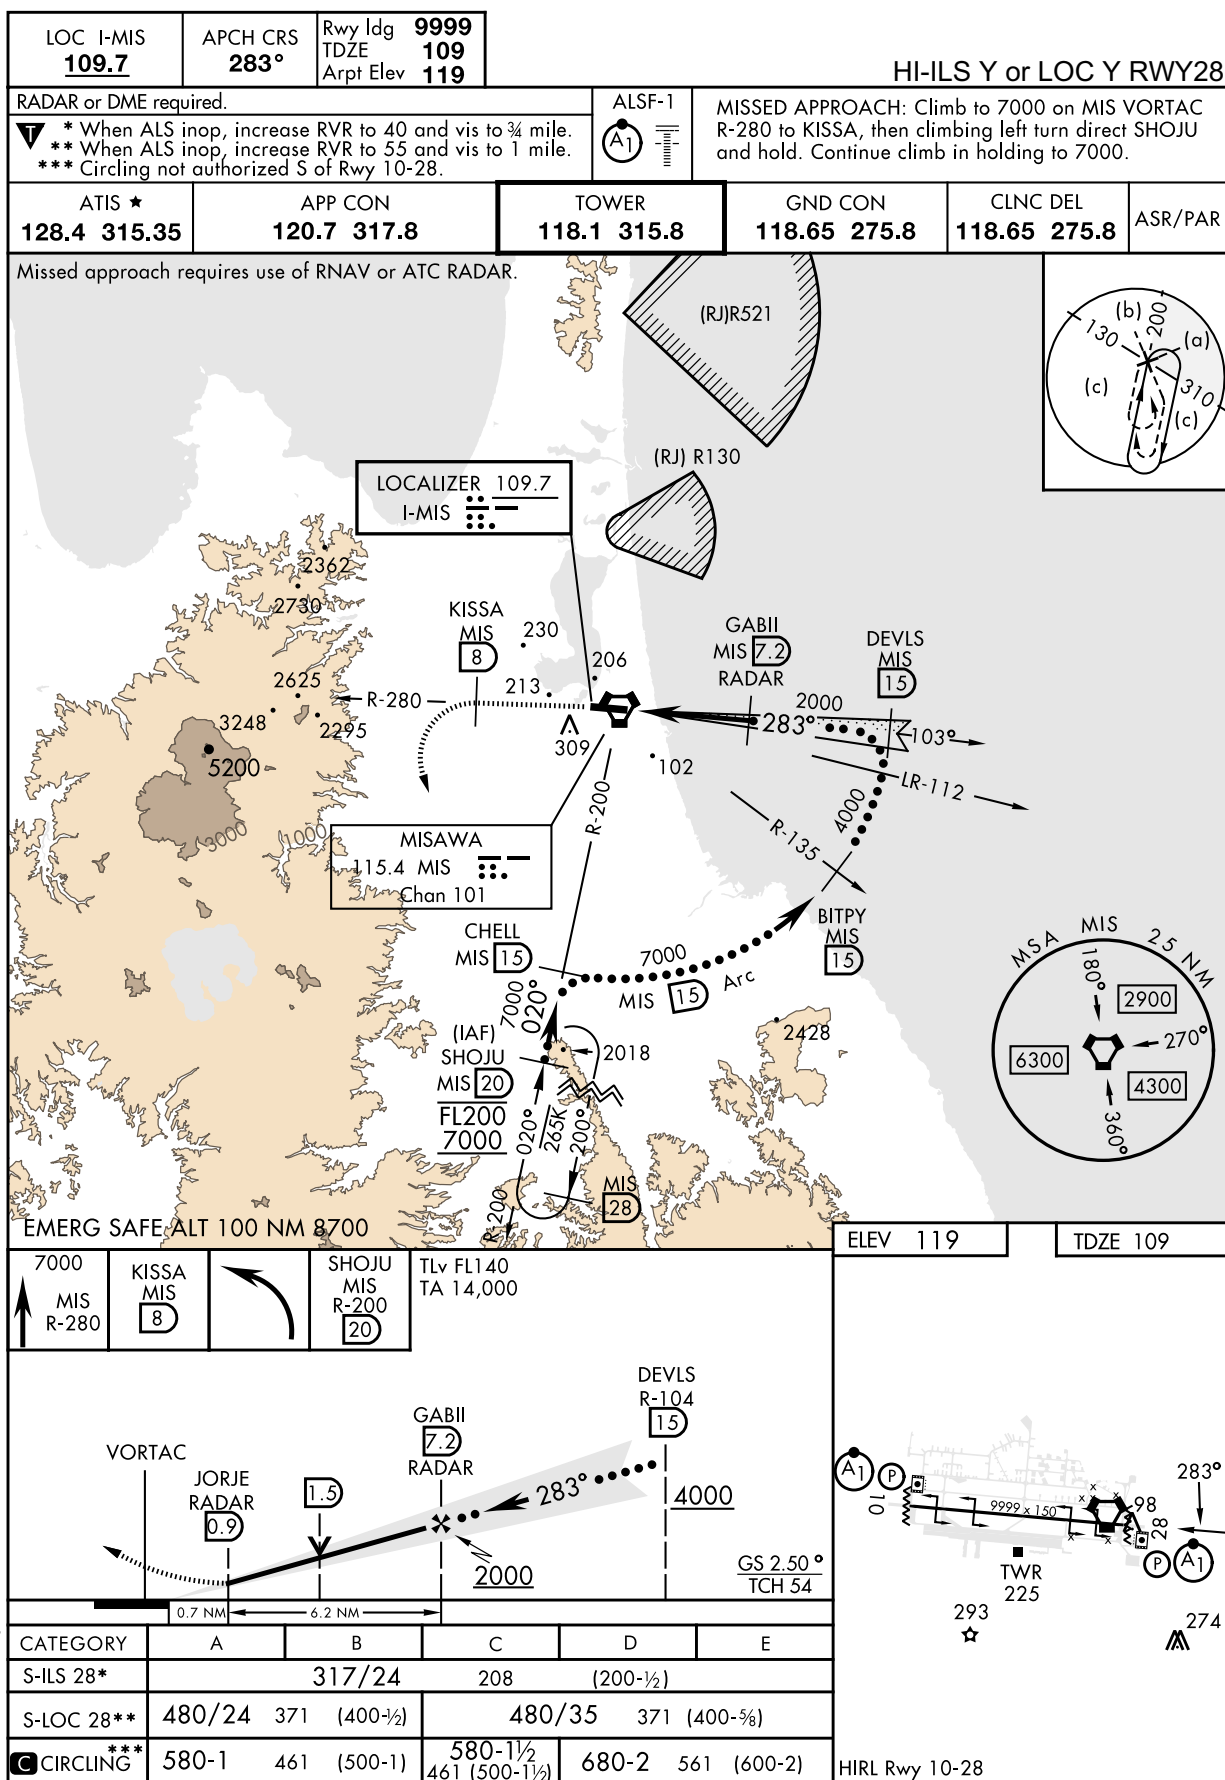 LOC I-MIS
109.7
APCH CRS
283°
Rwy ldg 9999
TDZE 109
Arpt Elev 119
HI-ILS Y or LOC Y RWY28
RADAR or DME required.
T
* When ALS inop, increase RVR to 40 and vis to ¾ mile.
** When ALS inop, increase RVR to 55 and vis to 1 mile.
*** Circling not authorized S of Rwy 10-28.
ALSF-1
A1
MISSED APPROACH: Climb to 7000 on MIS VORTAC
R-280 to KISSA, then climbing left turn direct SHOJU
and hold. Continue climb in holding to 7000.
ATIS ★
128.4 315.35
APP CON
120.7 317.8
TOWER
118.1 315.8
GND CON
118.65 275.8
CLNC DEL
118.65 275.8
ASR/PAR
Missed approach requires use of RNAV or ATC RADAR.
(RJ)R521
(b)
200
130
(a)
(c)
310
(c)
(RJ) R130
LOCALIZER 109.7
I-MIS
2362
2730
KISSA
MIS
8
230
206
213
GABII
MIS 7.2
RADAR
DEVLS
MIS
15
2625
3248
2295
5200
R-280
309
102
2000
283°
103°
LR-112
R-200
R-135
4000
3000
1000
MISAWA
115.4 MIS
Chan 101
CHELL
MIS 15
7000
MIS 15 Arc
BITPY
MIS
15
7000
020°
(IAF)
SHOJU
MIS 20
FL200
7000
2018
2428
020°
265K
200°
MIS
28
R-200
MSA MIS 25 NM
180°
2900
270°
6300
4300
360°
EMERG SAFE ALT 100 NM 8700
ELEV 119
TDZE 109
7000
MIS
R-280
KISSA
MIS
8
SHOJU
MIS
R-200
20
TLv FL140
TA 14,000
DEVLS
R-104
15
GABII
7.2
RADAR
VORTAC
JORJE
RADAR
0.9
1.5
283°
4000
2000
GS 2.50°
TCH 54
0.7 NM
6.2 NM
A1
P
10
9999 x 150
98
28
283°
P
A1
TWR
225
293
274
CATEGORY A B C D E
S-ILS 28* 317/24 208 (200-½)
S-LOC 28** 480/24 371 (400-½) 480/35 371 (400-⅝)
C CIRCLING*** 580-1 461 (500-1) 580-1½ 461 (500-1½) 680-2 561 (600-2)
HIRL Rwy 10-28